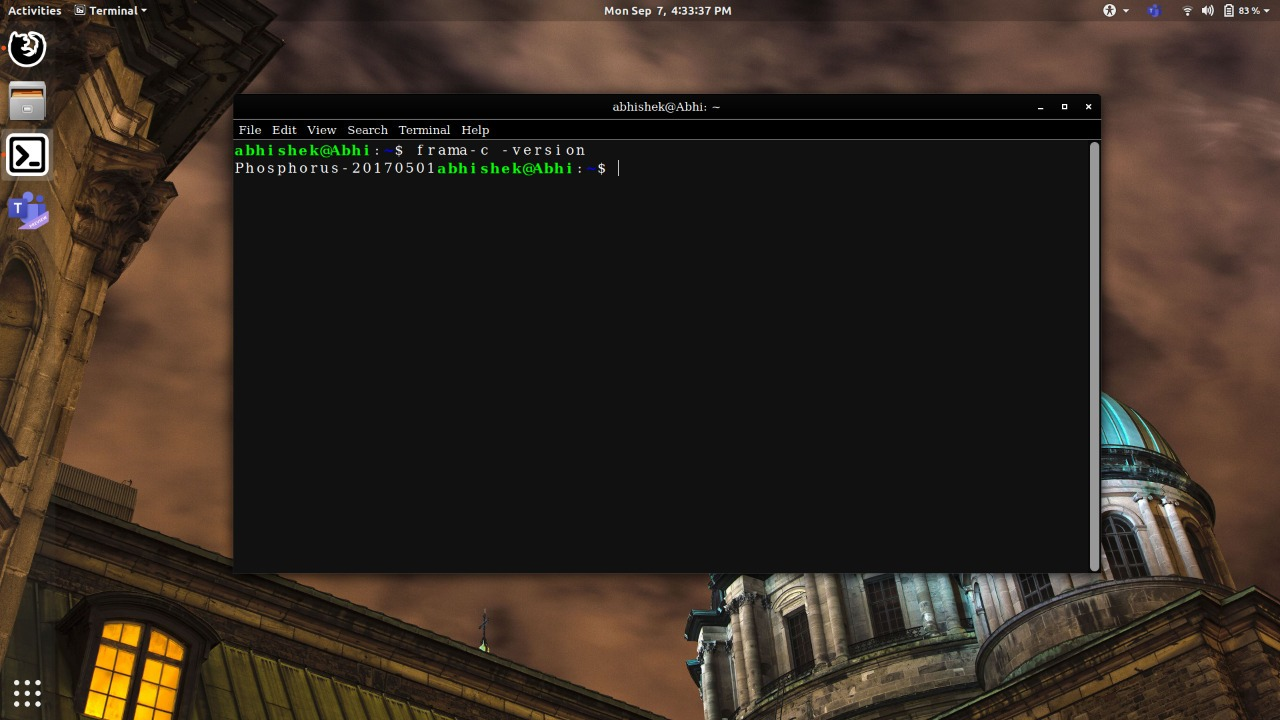 Activities Terminal Mon Sep 7, 4:33:37 PM 83 %
abhishek@Abhi: ~
File Edit View Search Terminal Help
abhishek@Abhi:~$ frama-c -version
Phosphorus-20170501abhishek@Abhi:~$
T